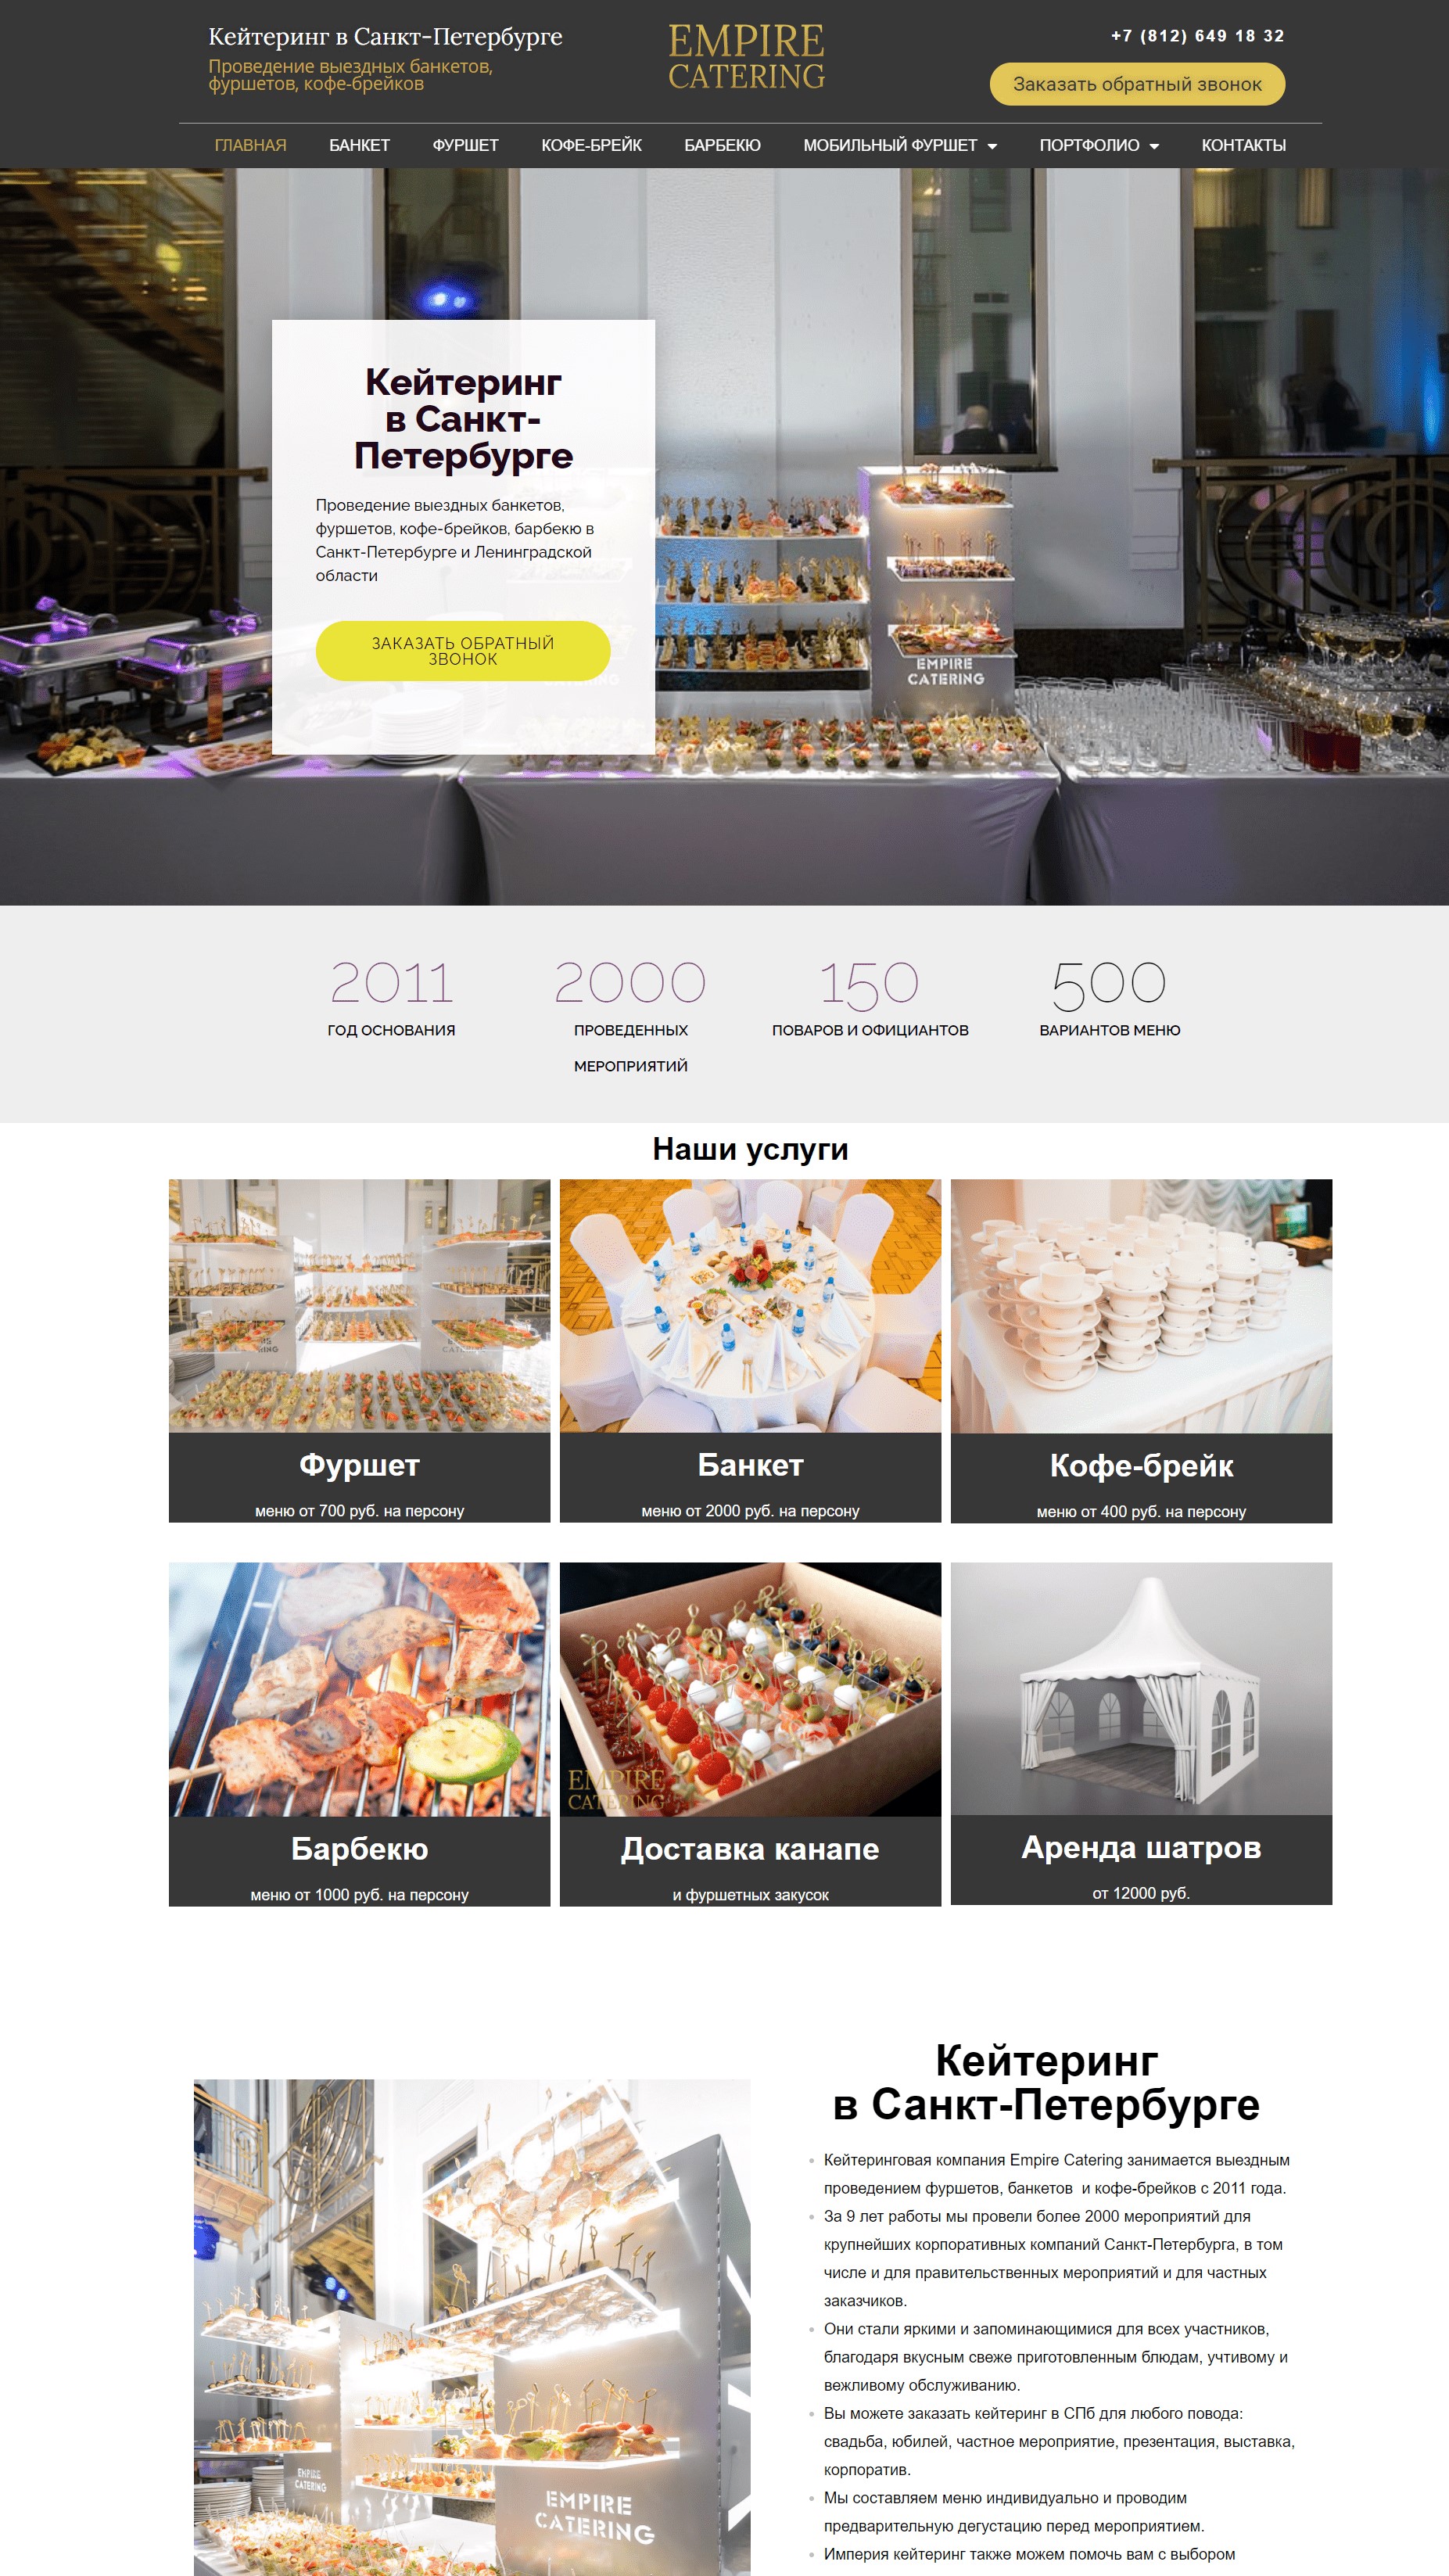 Кейтеринг в Санкт-Петербурге
Проведение выездных банкетов,
фуршетов, кофе-брейков
EMPIRE
CATERING
+7 (812) 649 18 32
Заказать обратный звонок
ГЛАВНАЯ БАНКЕТ ФУРШЕТ КОФЕ-БРЕЙК БАРБЕКЮ МОБИЛЬНЫЙ ФУРШЕТ ПОРТФОЛИО КОНТАКТЫ
Кейтеринг
в Санкт-
Петербурге
Проведение выездных банкетов,
фуршетов, кофе-брейков, барбекю в
Санкт-Петербурге и Ленинградской
области
ЗАКАЗАТЬ ОБРАТНЫЙ
ЗВОНОК
EMPIRE
CATERING
2011 2000 150 500
ГОД ОСНОВАНИЯ ПРОВЕДЕННЫХ ПОВАРОВ И ОФИЦИАНТОВ ВАРИАНТОВ МЕНЮ
МЕРОПРИЯТИЙ
Наши услуги
Фуршет
меню от 700 руб. на персону
Банкет
меню от 2000 руб. на персону
Кофе-брейк
меню от 400 руб. на персону
Барбекю
меню от 1000 руб. на персону
EMPIRE
CATERING
Доставка канапе
и фуршетных закусок
Аренда шатров
от 12000 руб.
Кейтеринг
в Санкт-Петербурге
Кейтеринговая компания Empire Catering занимается выездным
проведением фуршетов, банкетов и кофе-брейков с 2011 года.
За 9 лет работы мы провели более 2000 мероприятий для
крупнейших корпоративных компаний Санкт-Петербурга, в том
числе и для правительственных мероприятий и для частных
заказчиков.
Они стали яркими и запоминающимися для всех участников,
благодаря вкусным свеже приготовленным блюдам, учтивому и
вежливому обслуживанию.
Вы можете заказать кейтеринг в СПб для любого повода:
свадьба, юбилей, частное мероприятие, презентация, выставка,
корпоратив.
Мы составляем меню индивидуально и проводим
предварительную дегустацию перед мероприятием.
Империя кейтеринг также можем помочь вам с выбором
EMPIRE
CATERING
EMPIRE
CATERING